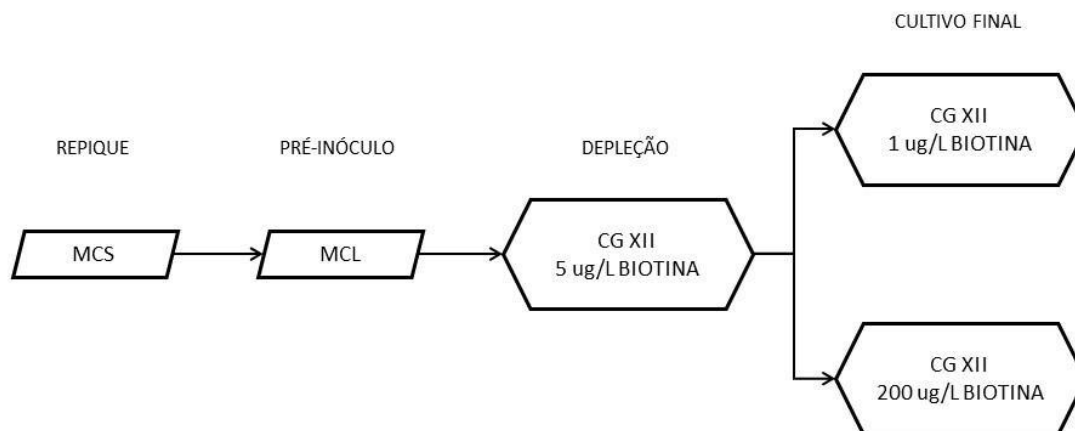 CULTIVO FINAL
CG XII
1 ug/L BIOTINA
REPIQUE
PRÉ-INÓCULO
DEPLEÇÃO
MCS
MCL
CG XII
5 ug/L BIOTINA
CG XII
200 ug/L BIOTINA